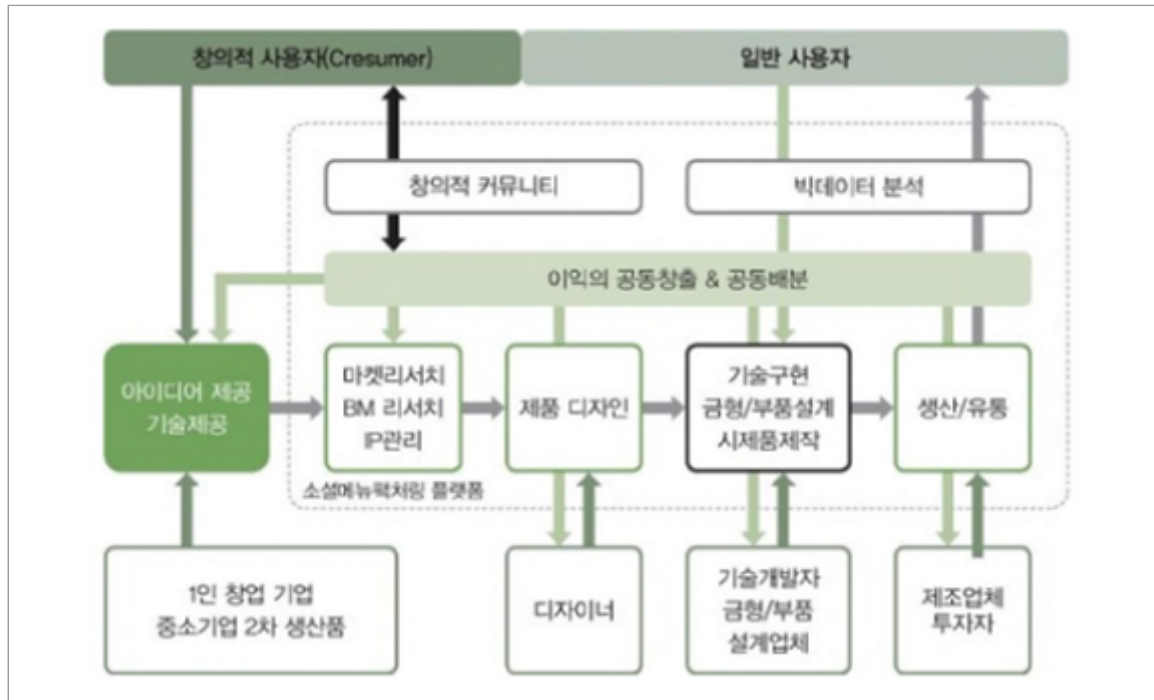 창의적 사용자(Cresumer)
일반 사용자
창의적 커뮤니티
빅데이터 분석
이익의 공동창출 & 공동배분
아이디어 제공
기술제공
마켓리서치
BM 리서치
IP관리
제품 디자인
기술구현
금형/부품설계
시제품제작
생산/유통
소셜메뉴팩처링 플랫폼
1인 창업 기업
중소기업 2차 생산품
디자이너
기술개발자
금형/부품
설계업체
제조업체
투자자